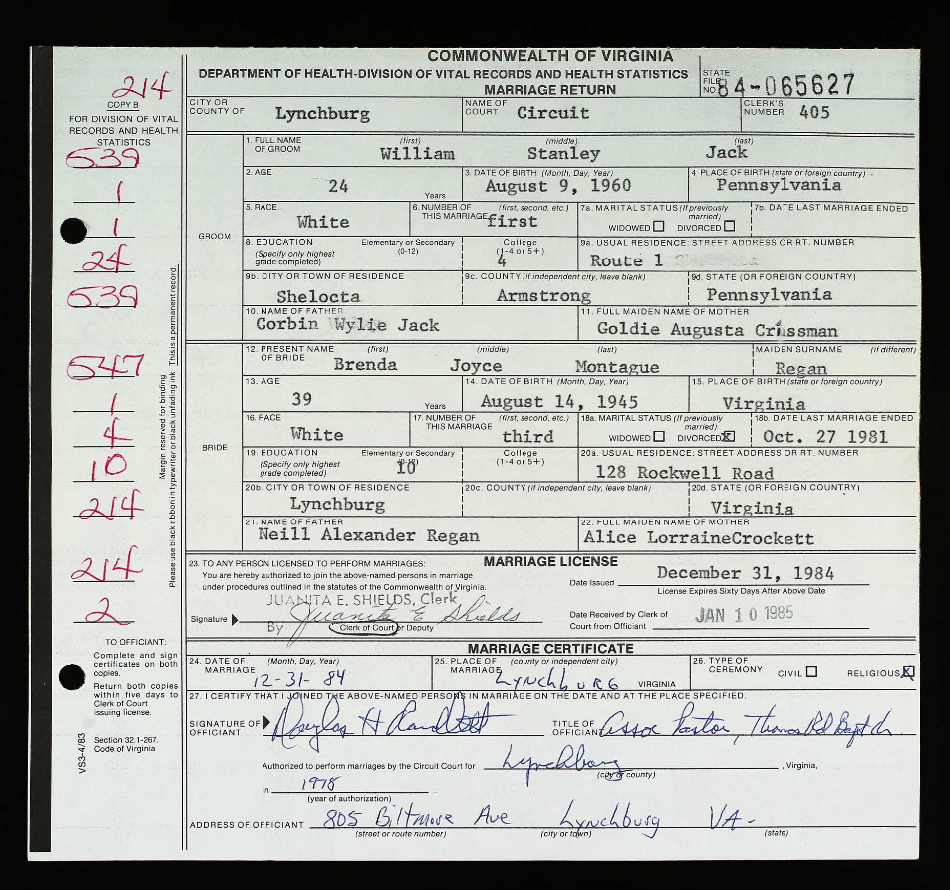 COMMONWEALTH OF VIRGINIA
DEPARTMENT OF HEALTH-DIVISION OF VITAL RECORDS AND HEALTH STATISTICS
MARRIAGE RETURN
STATE FILE NO. 84-065627
CITY OR COUNTY OF Lynchburg NAME OF COURT Circuit CLERK'S NUMBER 405
214
COPY B
FOR DIVISION OF VITAL
RECORDS AND HEALTH
STATISTICS
539
1
1
24
539
547
1
4
10
214
214
2
Margin reserved for binding
Please use black ribbon in typewriter or black unfading ink. This is a permanent record.
GROOM
1. FULL NAME OF GROOM (first) William (middle) Stanley (last) Jack
2. AGE 24 Years 3. DATE OF BIRTH (Month, Day, Year) August 9, 1960 4. PLACE OF BIRTH (state or foreign country) Pennsylvania
5. RACE White 6. NUMBER OF THIS MARRIAGE (first, second, etc.) first 7a. MARITAL STATUS (If previously married) WIDOWED DIVORCED 7b. DATE LAST MARRIAGE ENDED
8. EDUCATION (Specify only highest grade completed) Elementary or Secondary (0-12) College (1-4 or 5+) 4 9a. USUAL RESIDENCE: STREET ADDRESS OR RT. NUMBER Route 1
9b. CITY OR TOWN OF RESIDENCE Shelocta 9c. COUNTY (if independent city, leave blank) Armstrong 9d. STATE (OR FOREIGN COUNTRY) Pennsylvania
10. NAME OF FATHER Corbin Wylie Jack 11. FULL MAIDEN NAME OF MOTHER Goldie Augusta Crissman
BRIDE
12. PRESENT NAME OF BRIDE (first) Brenda (middle) Joyce (last) Montague MAIDEN SURNAME (if different) Regan
13. AGE 39 Years 14. DATE OF BIRTH (Month, Day, Year) August 14, 1945 15. PLACE OF BIRTH (state or foreign country) Virginia
16. FACE White 17. NUMBER OF THIS MARRIAGE (first, second, etc.) third 18a. MARITAL STATUS (If previously married) WIDOWED DIVORCED X 18b. DATE LAST MARRIAGE ENDED Oct. 27 1981
19. EDUCATION (Specify only highest grade completed) Elementary or Secondary 10 College (1-4 or 5+) 20a. USUAL RESIDENCE: STREET ADDRESS OR RT. NUMBER 128 Rockwell Road
20b. CITY OR TOWN OF RESIDENCE Lynchburg 20c. COUNTY (if independent city, leave blank) 20d. STATE (OR FOREIGN COUNTRY) Virginia
21. NAME OF FATHER Neill Alexander Regan 22. FULL MAIDEN NAME OF MOTHER Alice LorraineCrockett
23. TO ANY PERSON LICENSED TO PERFORM MARRIAGES: MARRIAGE LICENSE
You are hereby authorized to join the above-named persons in marriage
under procedures outlined in the statutes of the Commonwealth of Virginia.
Date Issued December 31, 1984
License Expires Sixty Days After Above Date
JUANITA E. SHIELDS, Clerk
Signature By Juanita E Shields
Clerk of Court or Deputy
Date Received by Clerk of Court from Official JAN 10 1985
TO OFFICIANT:
Complete and sign
certificates on both
copies.
Return both copies
within five days to
Clerk of Court
issuing license.
Section 32.1-267.
Code of Virginia
VS3-4/83
MARRIAGE CERTIFICATE
24. DATE OF MARRIAGE (Month, Day, Year) 12-31-84 25. PLACE OF MARRIAGE (county or independent city) LYNCHBURG VIRGINIA 26. TYPE OF CEREMONY CIVIL RELIGIOUS X
27. I CERTIFY THAT I JOINED THE ABOVE-NAMED PERSONS IN MARRIAGE ON THE DATE AND AT THE PLACE SPECIFIED.
SIGNATURE OF OFFICIANT Douglas H TITLE OF OFFICIANT Assoc Pastor, Thomas Rd Bapt Ch
Authorized to perform marriages by the Circuit Court for Lynchburg, Virginia,
(city or county)
in 1978
(year of authorization)
ADDRESS OF OFFICIANT 805 Biltmore Ave Lynchburg VA-
(street or route number) (city or town) (state)